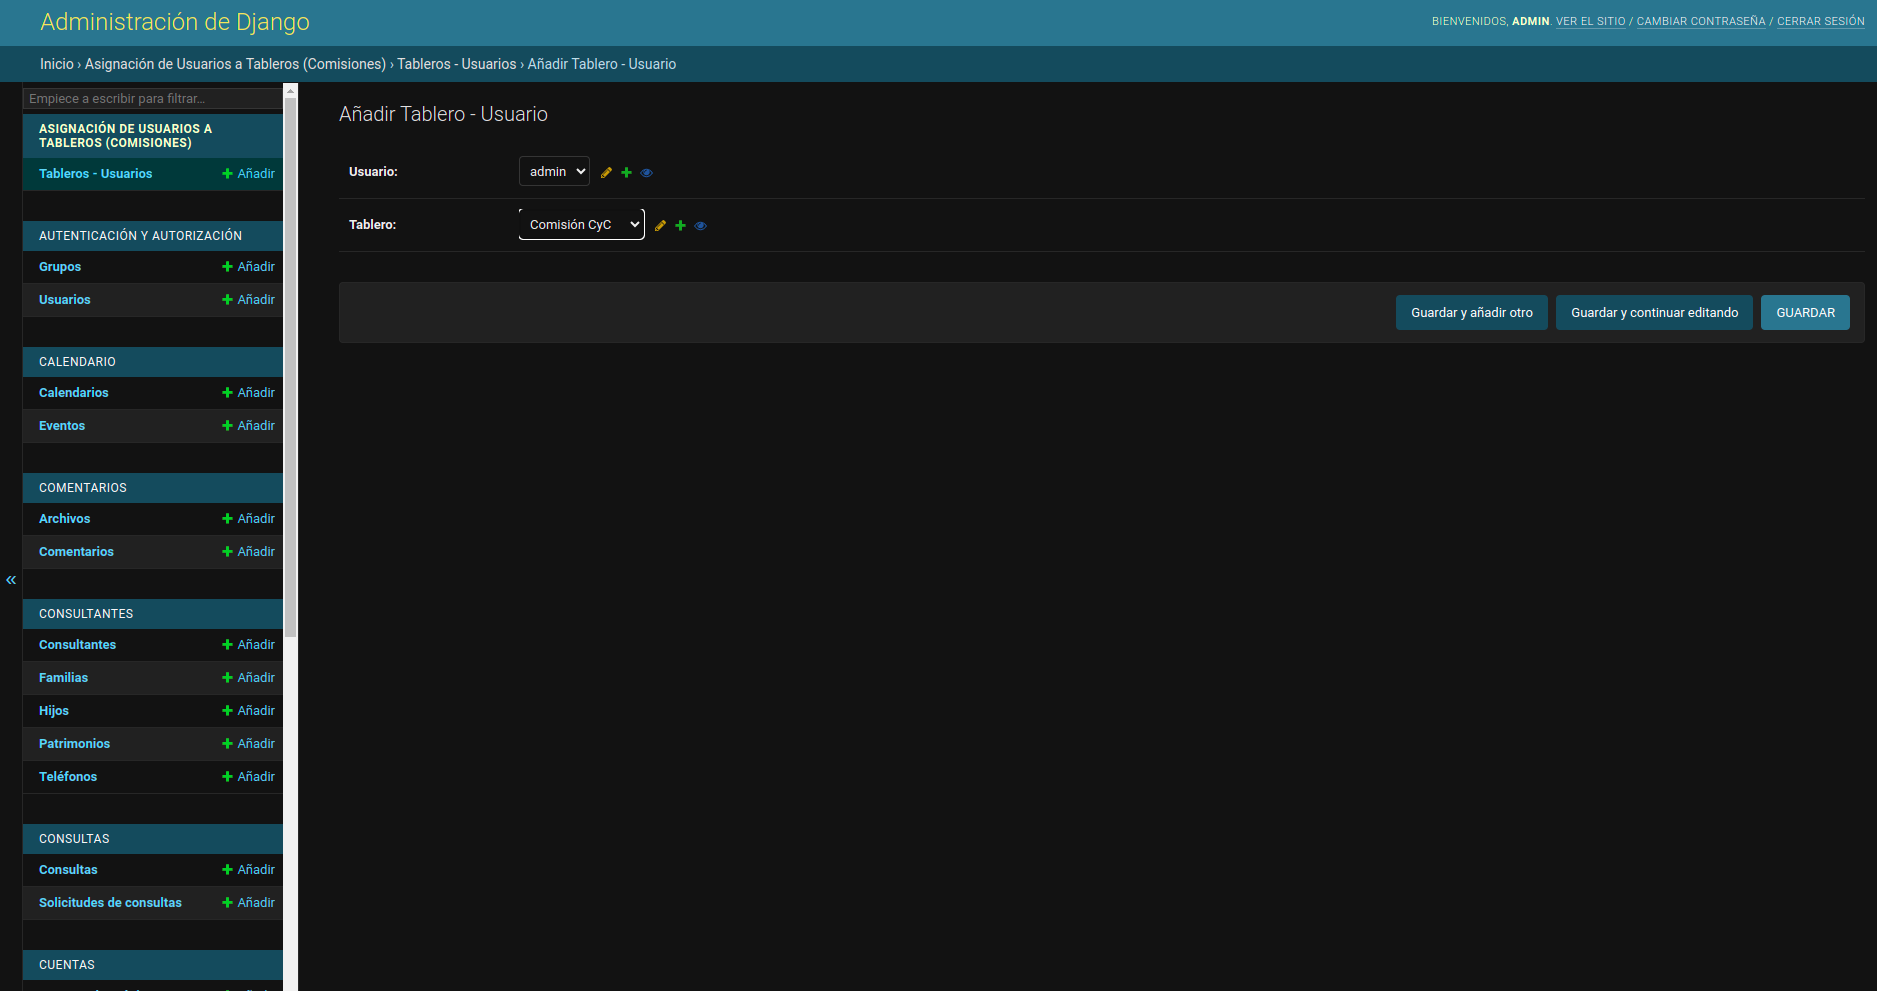 Administración de Django
BIENVENIDOS, ADMIN. VER EL SITIO / CAMBIAR CONTRASEÑA / CERRAR SESIÓN
Inicio › Asignación de Usuarios a Tableros (Comisiones) › Tableros - Usuarios › Añadir Tablero - Usuario
Empiece a escribir para filtrar...
ASIGNACIÓN DE USUARIOS A
TABLEROS (COMISIONES)
Tableros - Usuarios Añadir
AUTENTICACIÓN Y AUTORIZACIÓN
Grupos Añadir
Usuarios Añadir
CALENDARIO
Calendarios Añadir
Eventos Añadir
COMENTARIOS
Archivos Añadir
Comentarios Añadir
«
CONSULTANTES
Consultantes Añadir
Familias Añadir
Hijos Añadir
Patrimonios Añadir
Teléfonos Añadir
CONSULTAS
Consultas Añadir
Solicitudes de consultas Añadir
CUENTAS
Añadir Tablero - Usuario
Usuario: admin
Tablero: Comisión CyC
Guardar y añadir otro Guardar y continuar editando GUARDAR